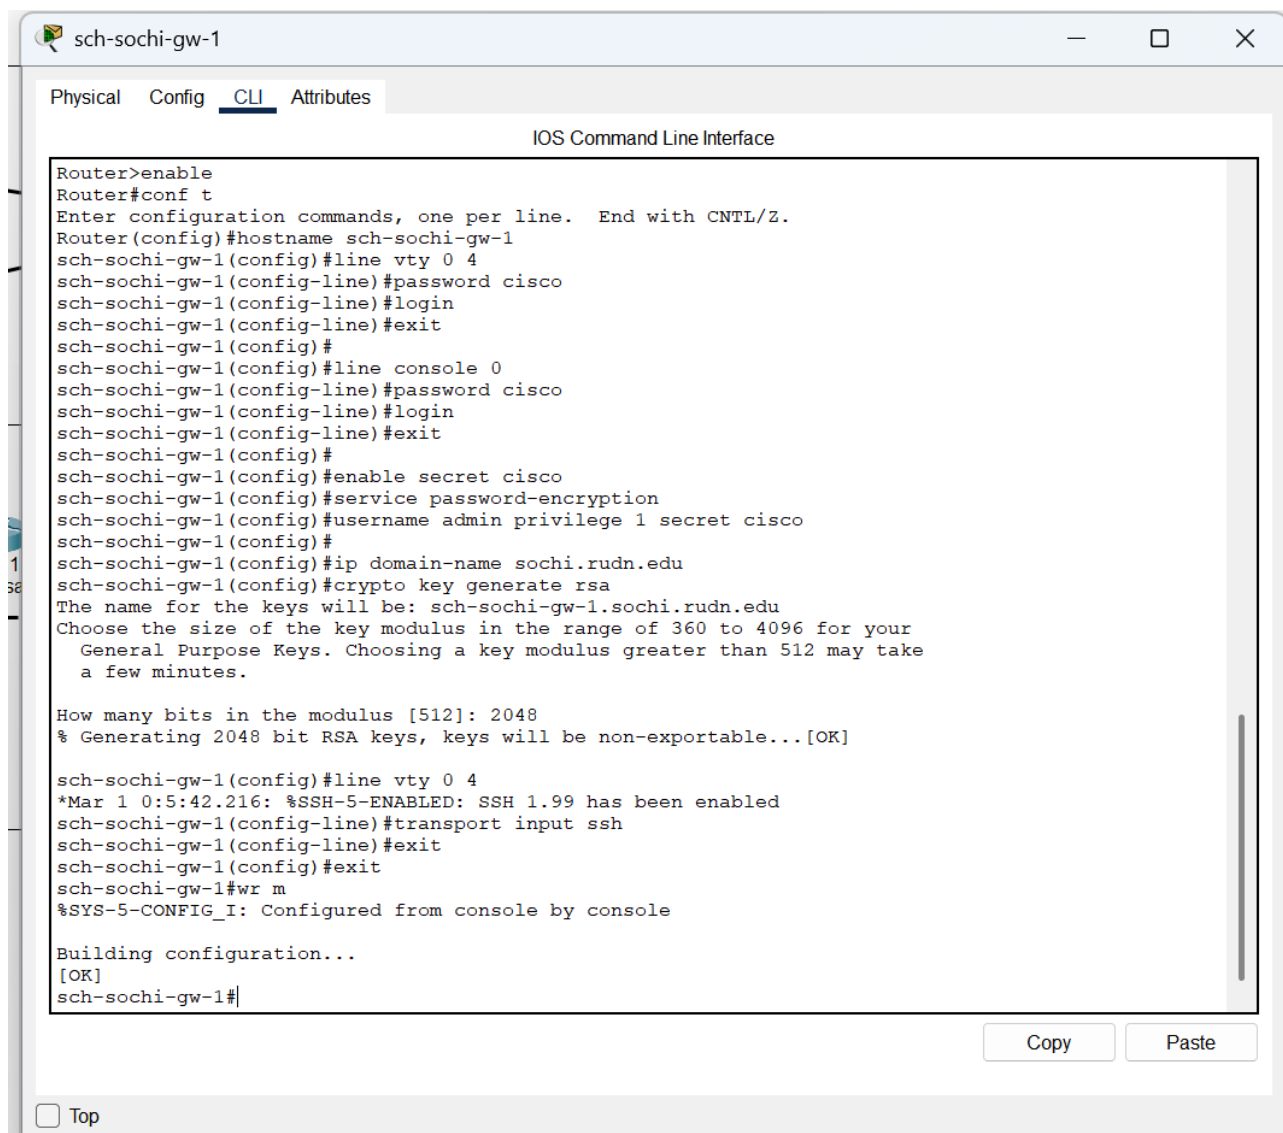 sch-sochi-gw-1
Physical Config CLI Attributes
IOS Command Line Interface
Router>enable
Router#conf t
Enter configuration commands, one per line.  End with CNTL/Z.
Router(config)#hostname sch-sochi-gw-1
sch-sochi-gw-1(config)#line vty 0 4
sch-sochi-gw-1(config-line)#password cisco
sch-sochi-gw-1(config-line)#login
sch-sochi-gw-1(config-line)#exit
sch-sochi-gw-1(config)#
sch-sochi-gw-1(config)#line console 0
sch-sochi-gw-1(config-line)#password cisco
sch-sochi-gw-1(config-line)#login
sch-sochi-gw-1(config-line)#exit
sch-sochi-gw-1(config)#
sch-sochi-gw-1(config)#enable secret cisco
sch-sochi-gw-1(config)#service password-encryption
sch-sochi-gw-1(config)#username admin privilege 1 secret cisco
sch-sochi-gw-1(config)#
sch-sochi-gw-1(config)#ip domain-name sochi.rudn.edu
sch-sochi-gw-1(config)#crypto key generate rsa
The name for the keys will be: sch-sochi-gw-1.sochi.rudn.edu
Choose the size of the key modulus in the range of 360 to 4096 for your
  General Purpose Keys. Choosing a key modulus greater than 512 may take
  a few minutes.
How many bits in the modulus [512]: 2048
% Generating 2048 bit RSA keys, keys will be non-exportable...[OK]
sch-sochi-gw-1(config)#line vty 0 4
*Mar 1 0:5:42.216: %SSH-5-ENABLED: SSH 1.99 has been enabled
sch-sochi-gw-1(config-line)#transport input ssh
sch-sochi-gw-1(config-line)#exit
sch-sochi-gw-1(config)#exit
sch-sochi-gw-1#wr m
%SYS-5-CONFIG_I: Configured from console by console
Building configuration...
[OK]
sch-sochi-gw-1#
Copy Paste
Top